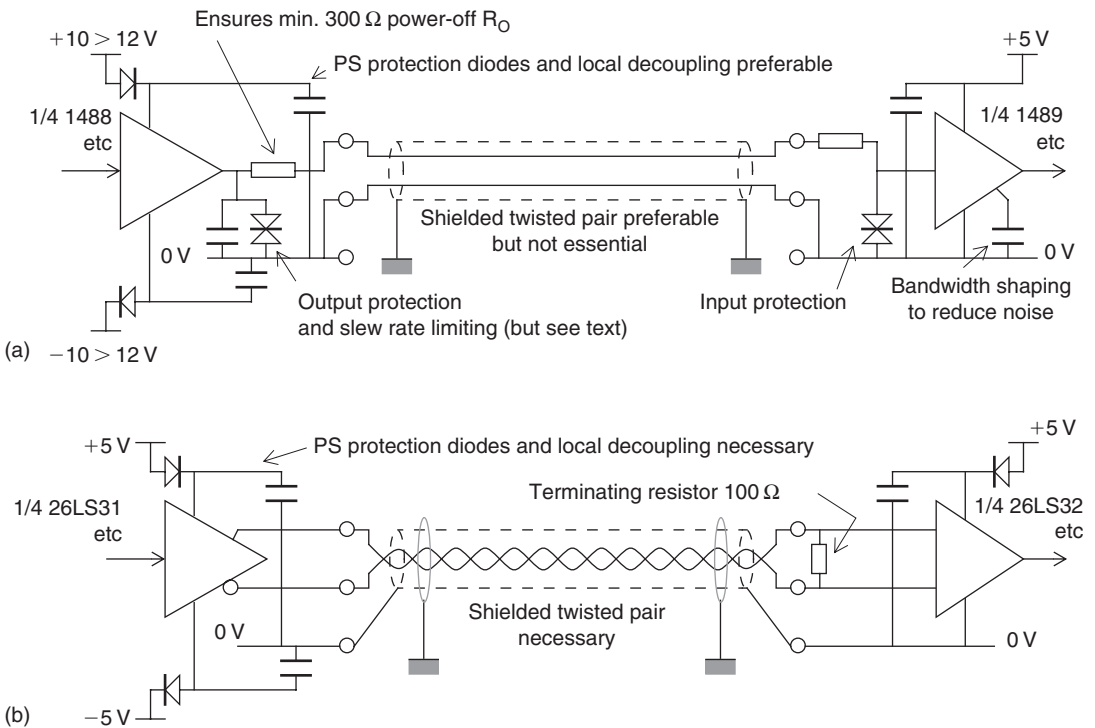 Ensures min. 300 Ω power-off RO
+10 > 12 V
+5 V
PS protection diodes and local decoupling preferable
1/4 1488
etc
1/4 1489
etc
Shielded twisted pair preferable
but not essential
0 V
0 V
Output protection
and slew rate limiting (but see text)
Input protection
Bandwidth shaping
to reduce noise
(a)
−10 > 12 V
+5 V
PS protection diodes and local decoupling necessary
+5 V
Terminating resistor 100 Ω
1/4 26LS31
etc
1/4 26LS32
etc
Shielded twisted pair
necessary
0 V
0 V
(b)
−5 V